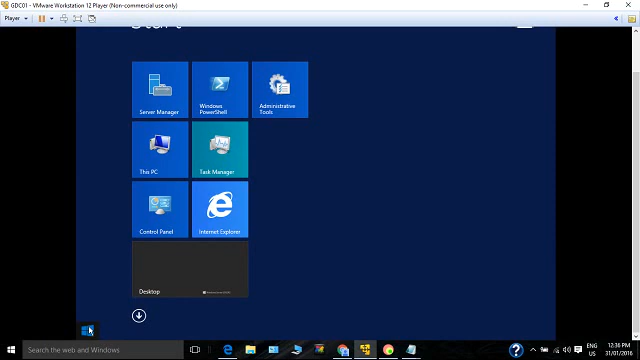 GDC01 - VMware Workstation 12 Player (Non-commercial use only)
Player
Start
Server Manager
Windows PowerShell
Administrative Tools
This PC
Task Manager
Control Panel
Internet Explorer
Desktop
Search the web and Windows
ENG
US
12:36 PM
31/01/2016